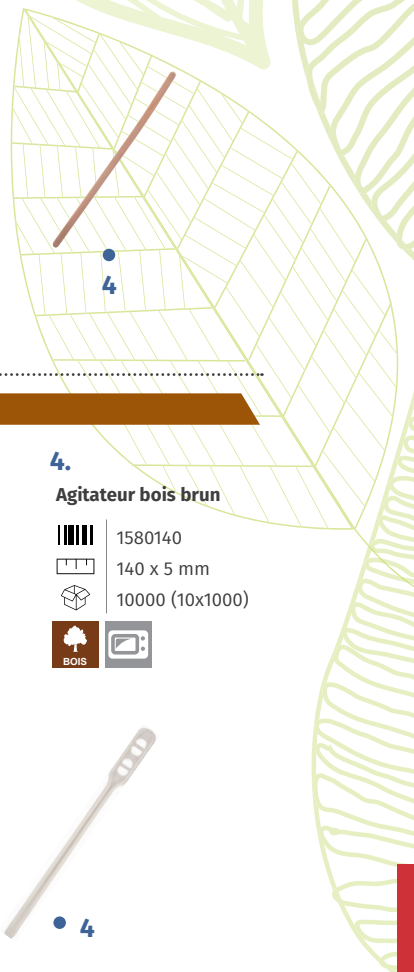 4
4.
Agitateur bois brun
1580140
140 x 5 mm
10000 (10x1000)
BOIS
4